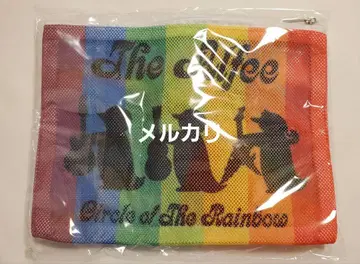 The Alfee
メルカリ
Circle of The Rainbow